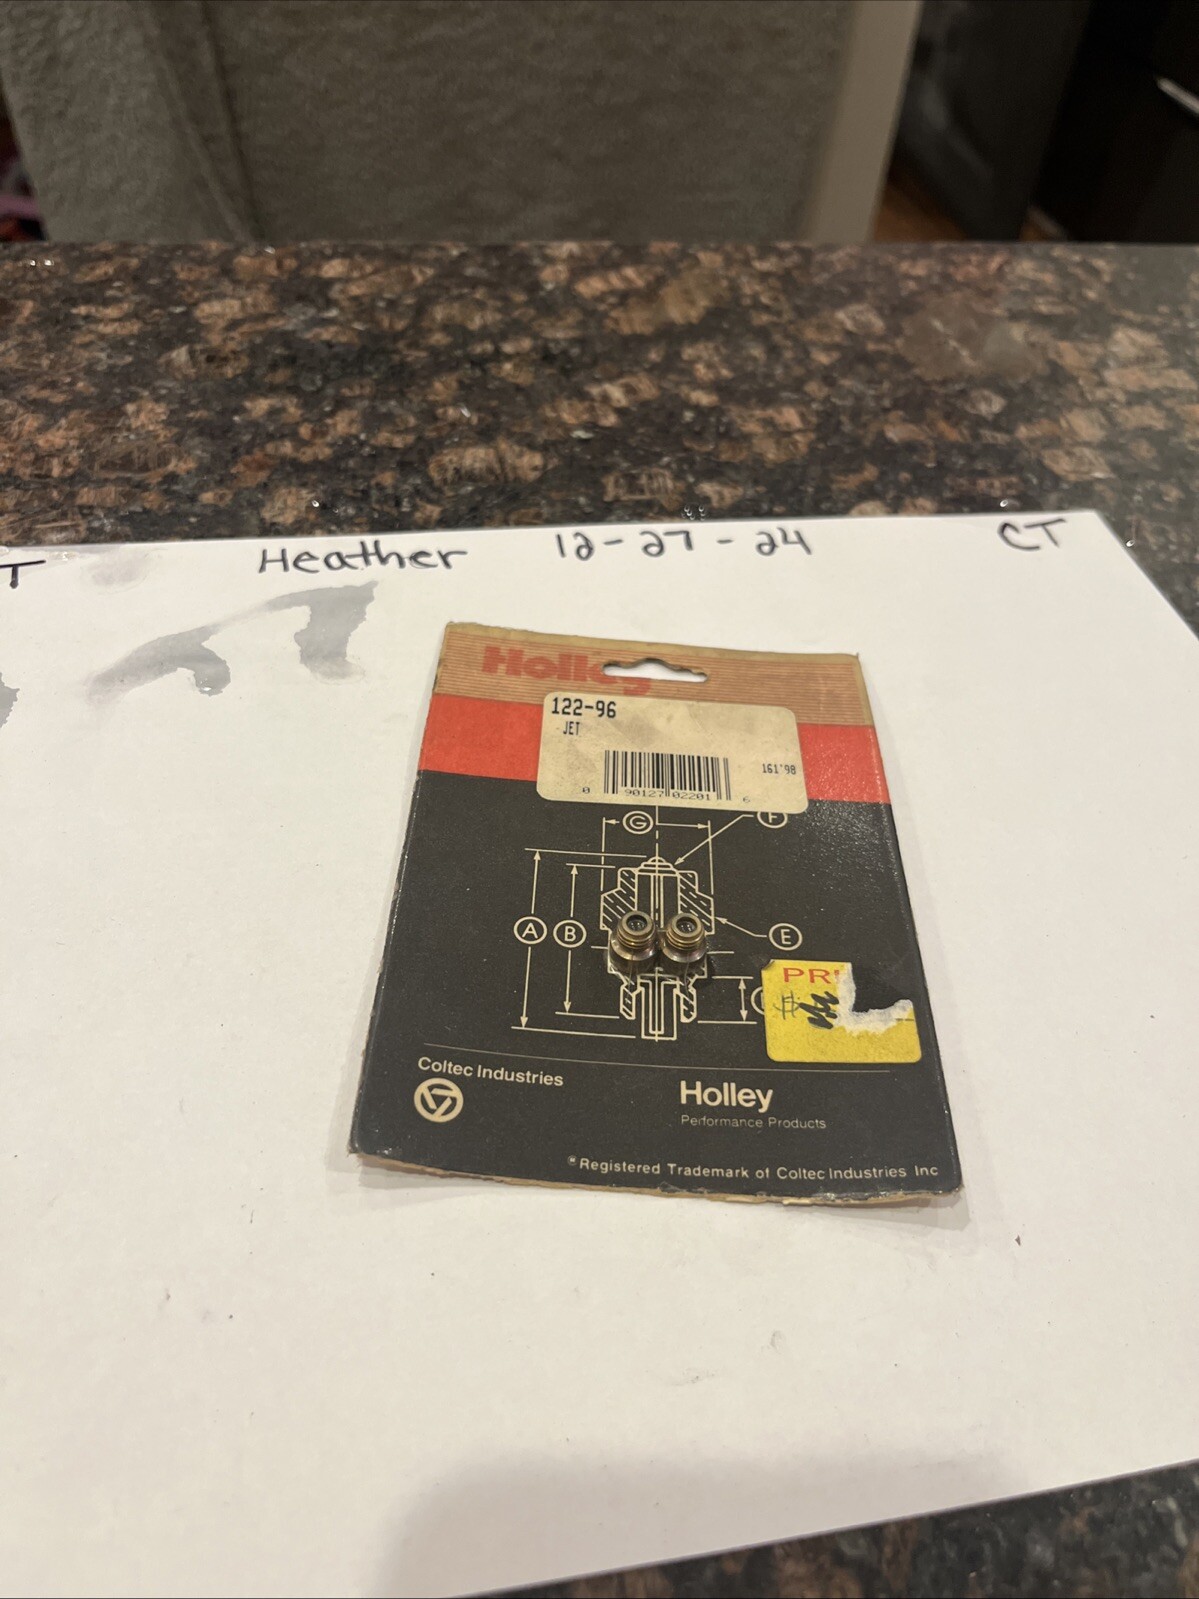 T Heather 12-27-24 CT
Holley
122-96
JET
161'98
0 90127 02201 6
G F
A B E
PRI
$
Coltec Industries
Holley
Performance Products
®Registered Trademark of Coltec Industries Inc